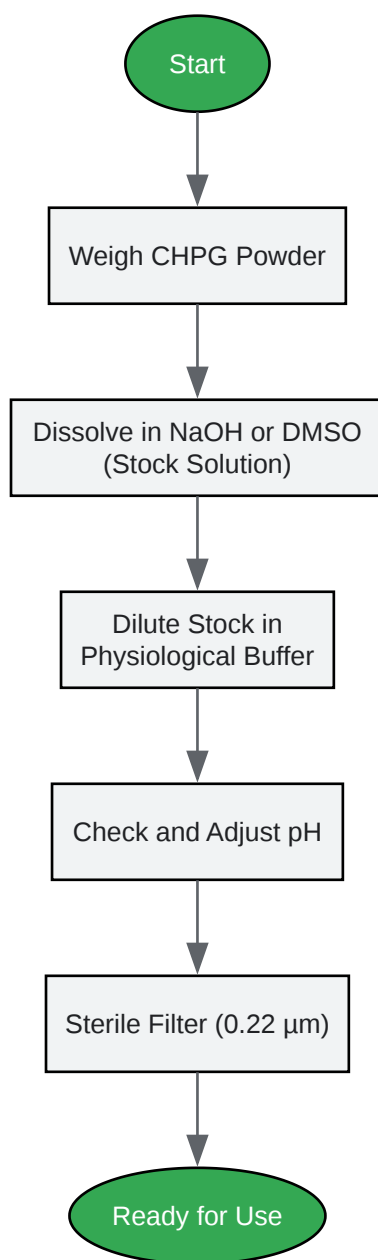 Start
Weigh CHPG Powder
Dissolve in NaOH or DMSO
(Stock Solution)
Dilute Stock in
Physiological Buffer
Check and Adjust pH
Sterile Filter (0.22 µm)
Ready for Use